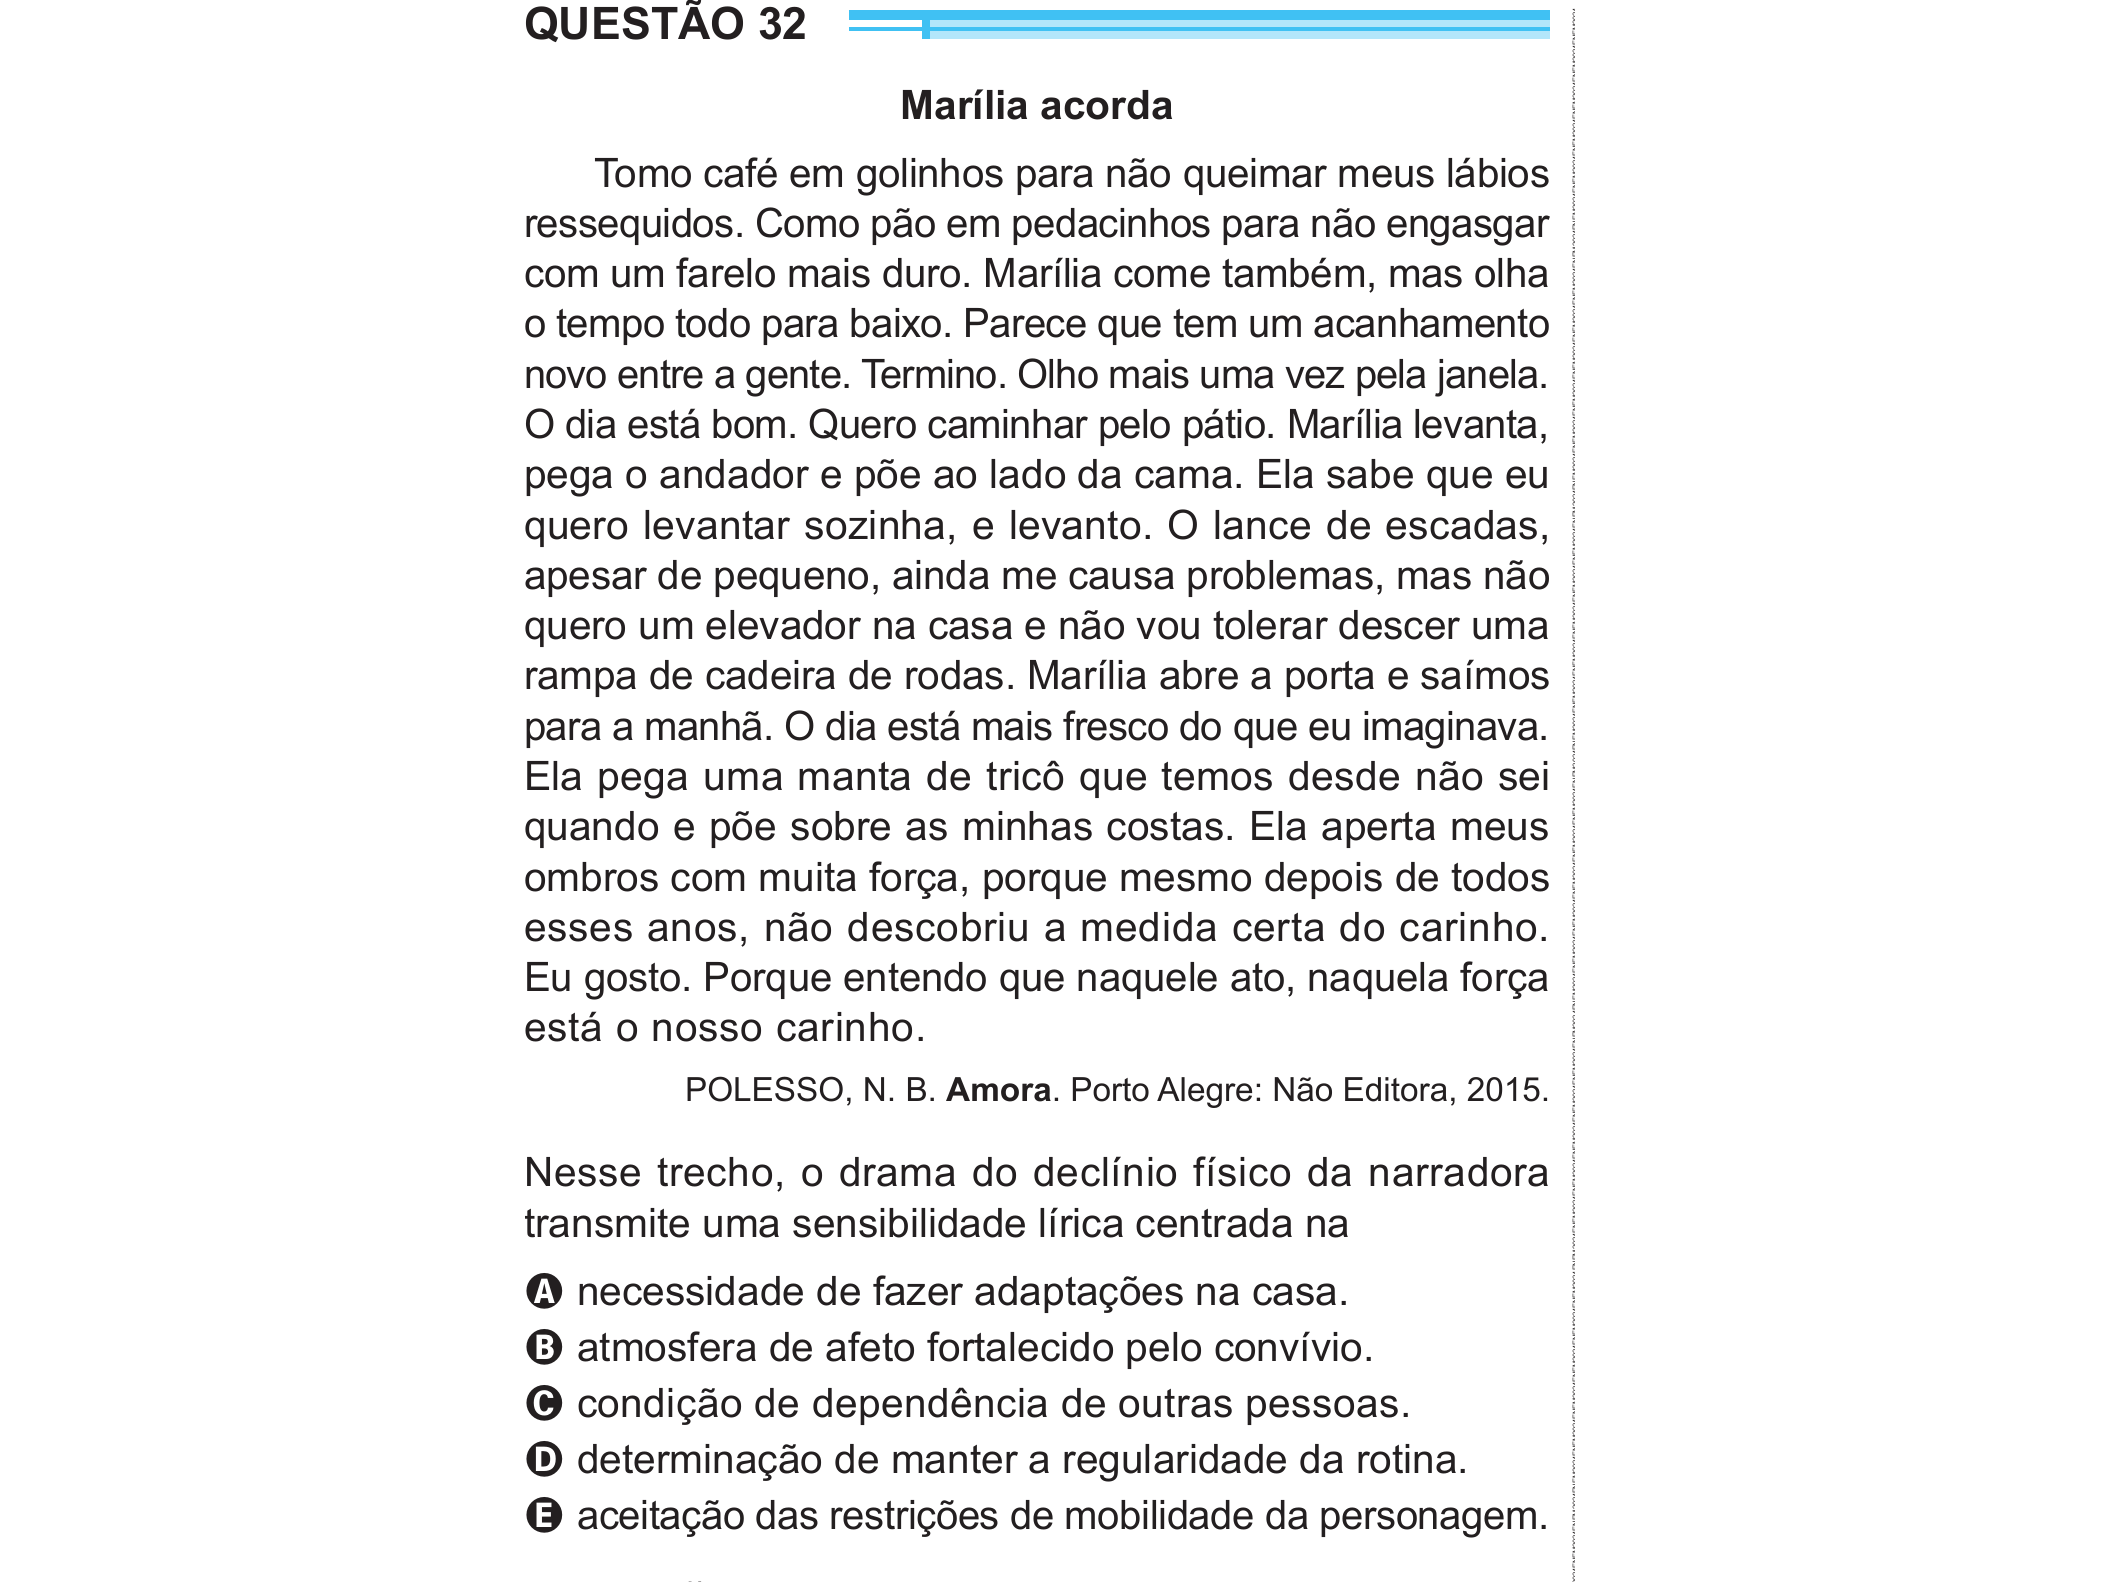 QUESTÃO 32
Marília acorda
Tomo café em golinhos para não queimar meus lábios
ressequidos. Como pão em pedacinhos para não engasgar
com um farelo mais duro. Marília come também, mas olha
o tempo todo para baixo. Parece que tem um acanhamento
novo entre a gente. Termino. Olho mais uma vez pela janela.
O dia está bom. Quero caminhar pelo pátio. Marília levanta,
pega o andador e põe ao lado da cama. Ela sabe que eu
quero levantar sozinha, e levanto. O lance de escadas,
apesar de pequeno, ainda me causa problemas, mas não
quero um elevador na casa e não vou tolerar descer uma
rampa de cadeira de rodas. Marília abre a porta e saímos
para a manhã. O dia está mais fresco do que eu imaginava.
Ela pega uma manta de tricô que temos desde não sei
quando e põe sobre as minhas costas. Ela aperta meus
ombros com muita força, porque mesmo depois de todos
esses anos, não descobriu a medida certa do carinho.
Eu gosto. Porque entendo que naquele ato, naquela força
está o nosso carinho.
POLESSO, N. B. Amora. Porto Alegre: Não Editora, 2015.
Nesse trecho, o drama do declínio físico da narradora
transmite uma sensibilidade lírica centrada na
A necessidade de fazer adaptações na casa.
B atmosfera de afeto fortalecido pelo convívio.
C condição de dependência de outras pessoas.
D determinação de manter a regularidade da rotina.
E aceitação das restrições de mobilidade da personagem.